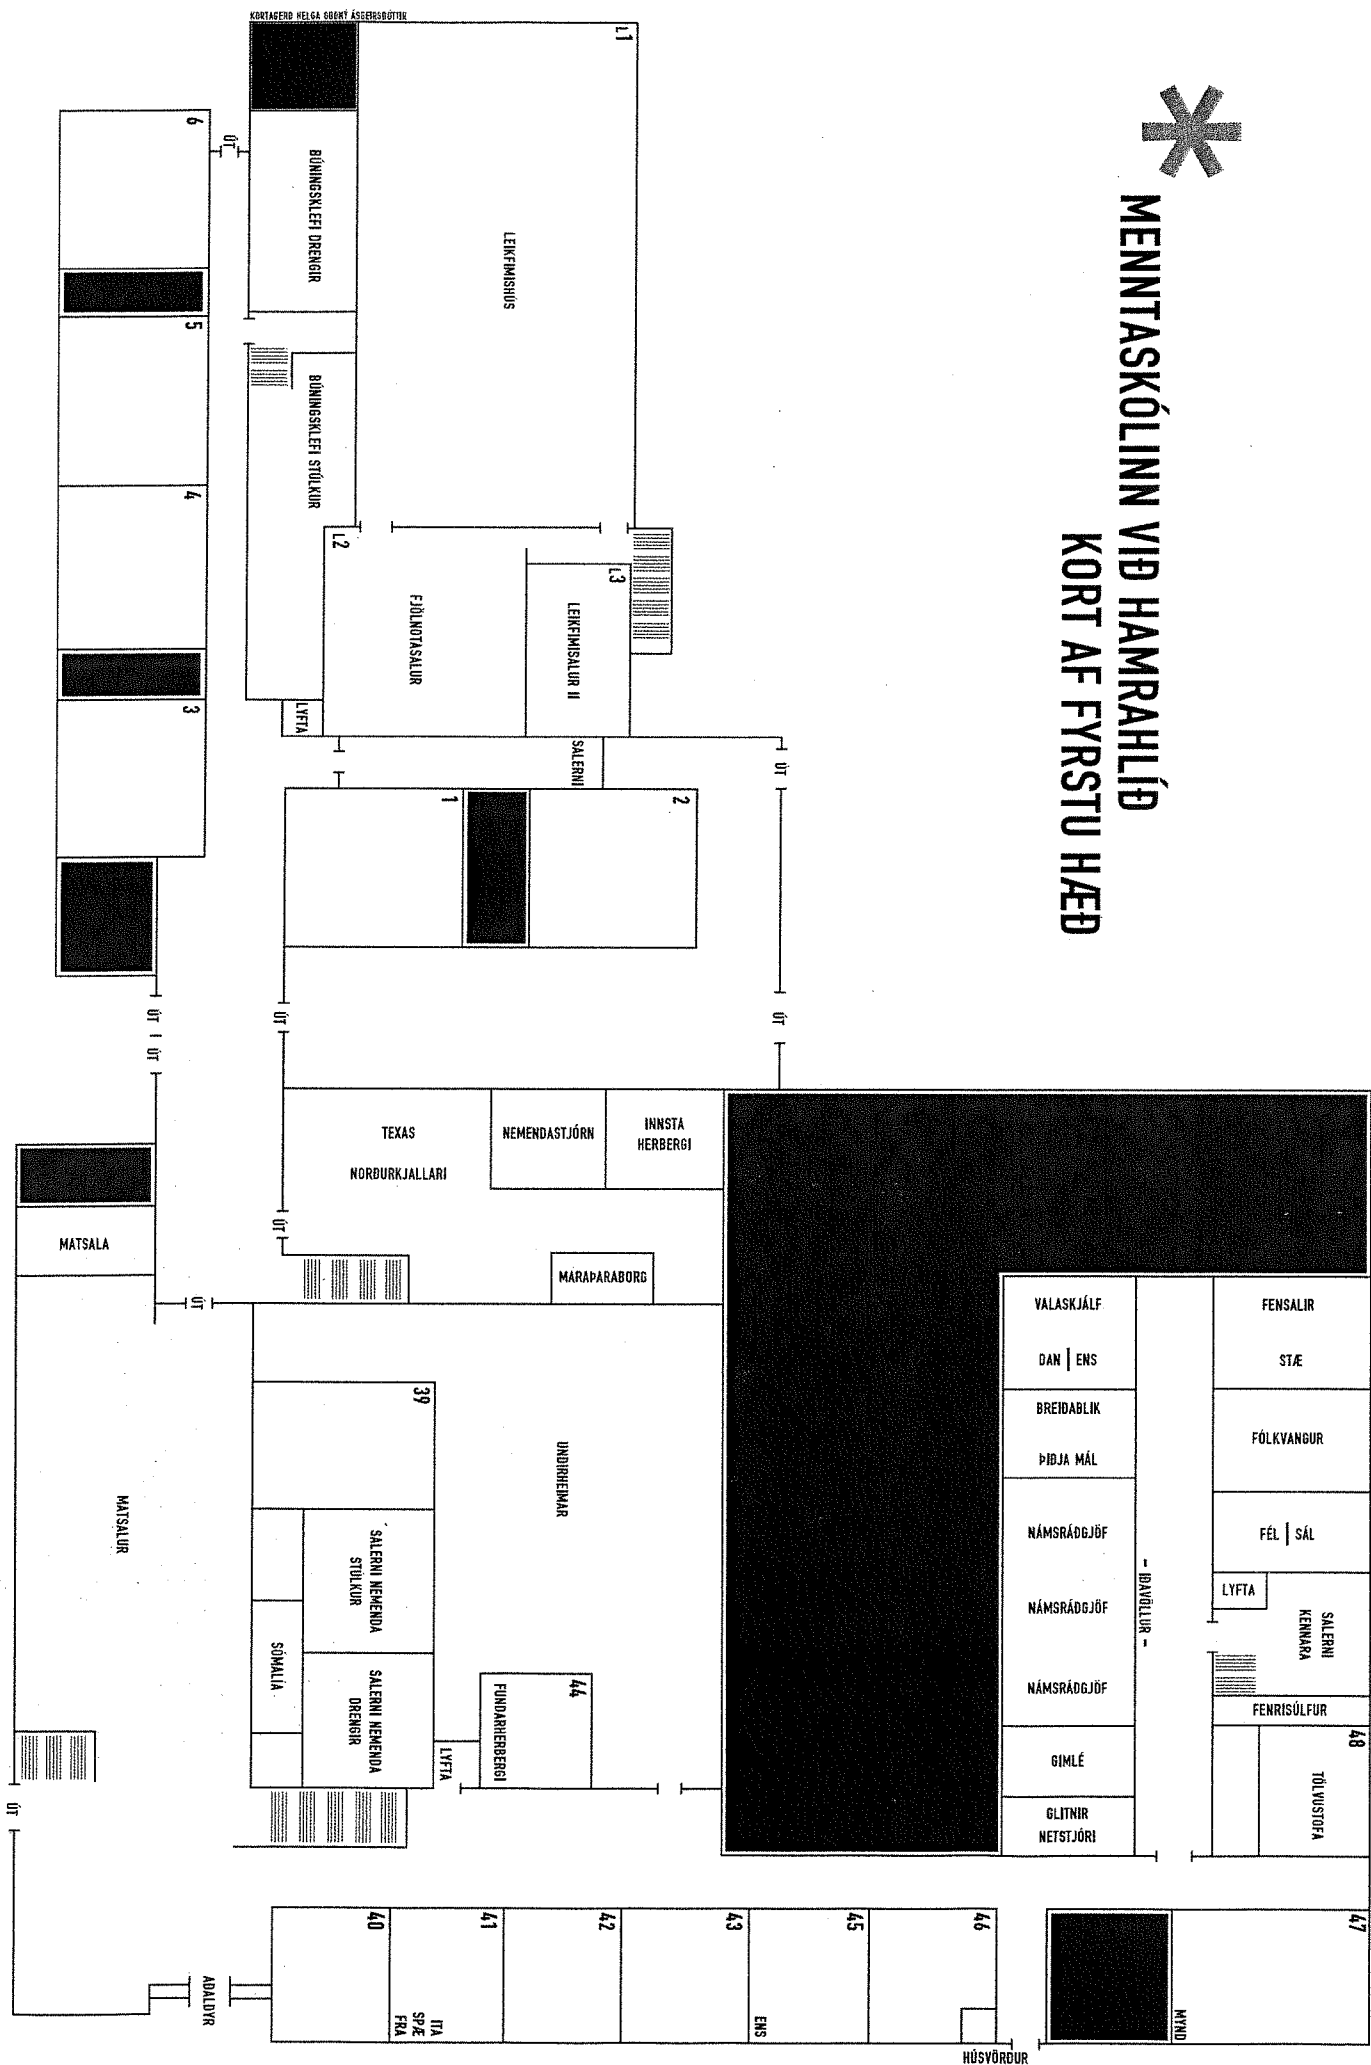 MENNTASKÓLINN VIÐ HAMRAHLÍÐ
KORT AF FYRSTU HÆÐ
KORTAGERÐ HELGA GUÐNÝ ÁSGEIRSDÓTTIR
L1
LEIKFIMISHÚS
BÚNINGSKLEFI DRENGIR
BÚNINGSKLEFI STÚLKUR
L2
FJÖLNOTASALUR
L3
LEIKFIMISALUR II
LYFTA
SALERNI
ÚT
6
5
4
3
ÚT
1
2
ÚT
ÚT
ÚT
ÚT | ÚT
TEXAS
NORÐURKJALLARI
NEMENDASTJÓRN
INNSTA
HERBERGI
ÚT
MARAÞARABORG
MATSALA
ÚT
MATSALUR
39
UNDIRHEIMAR
SALERNI NEMENDA
STÚLKUR
SALERNI NEMENDA
DRENGIR
SÓMALÍA
LYFTA
44
FUNDARHERBERGI
VALASKJÁLF
DAN | ENS
BREIÐABLIK
ÞIÐJA MÁL
NÁMSRÁÐGJÖF
NÁMSRÁÐGJÖF
NÁMSRÁÐGJÖF
GIMLÉ
GLITNIR
NETSTJÓRI
- IÐAVÖLLUR -
FENSALIR
STÆ
FÓLKVANGUR
FÉL | SÁL
LYFTA
SALERNI
KENNARA
FENRISÚLFUR
48
TÖLVUSTOFA
ÚT
AÐALDYR
40
41
ITA
SPÆ
FRA
42
43
ENS
45
46
HÚSVÖRÐUR
47
MYND